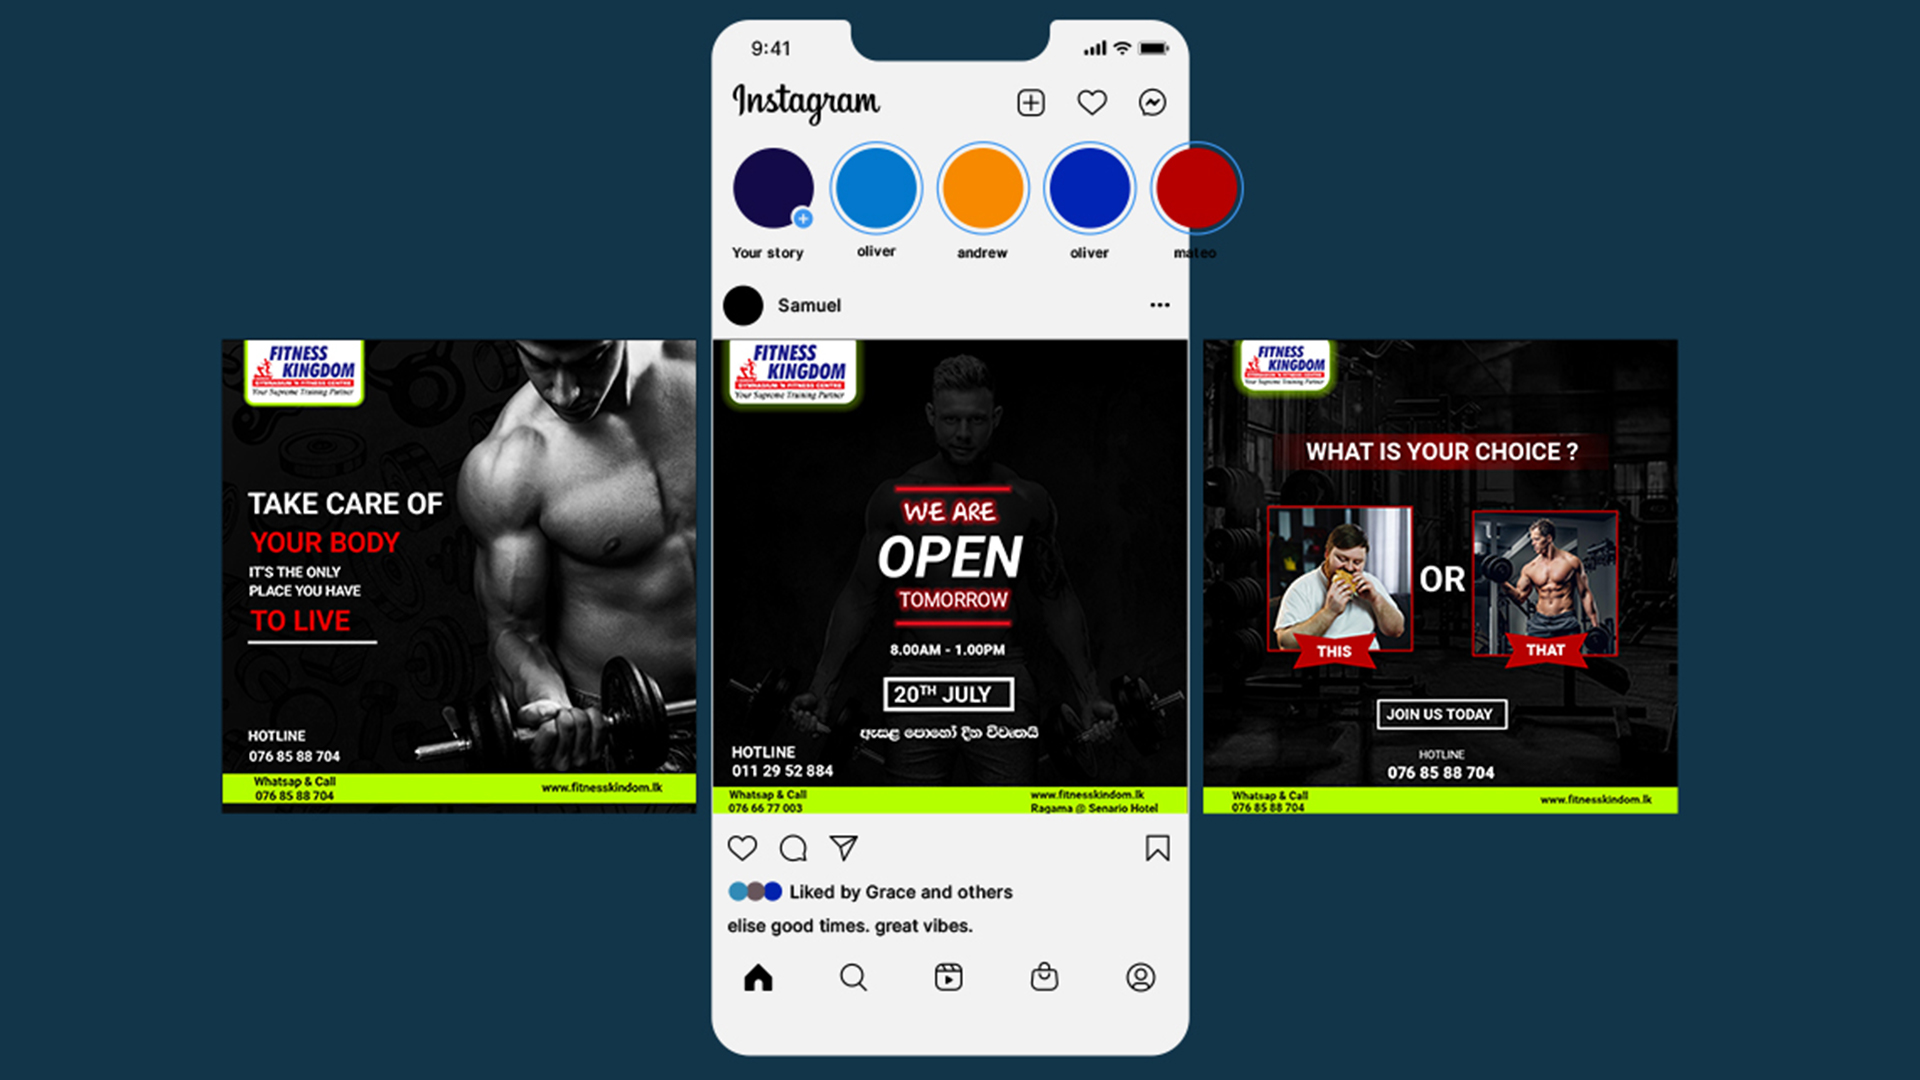 9:41
Instagram
Your story
oliver
andrew
oliver
mateo
Samuel
FITNESS
KINGDOM
GYMNASIUM 'N FITNESS CENTRE
Your Supreme Training Partner
TAKE CARE OF
YOUR BODY
IT'S THE ONLY
PLACE YOU HAVE
TO LIVE
HOTLINE
076 85 88 704
Whatsap & Call
076 85 88 704
www.fitnesskindom.lk
FITNESS
KINGDOM
GYMNASIUM 'N FITNESS CENTRE
Your Supreme Training Partner
WE ARE
OPEN
TOMORROW
8.00AM - 1.00PM
20TH JULY
ඇසළ පොහෝ දින විවෘතයි
HOTLINE
011 29 52 884
Whatsap & Call
076 66 77 003
www.fitnesskindom.lk
Ragama @ Senario Hotel
FITNESS
KINGDOM
GYMNASIUM 'N FITNESS CENTRE
Your Supreme Training Partner
WHAT IS YOUR CHOICE ?
OR
THIS
THAT
JOIN US TODAY
HOTLINE
076 85 88 704
Whatsap & Call
076 85 88 704
www.fitnesskindom.lk
Liked by Grace and others
elise good times. great vibes.